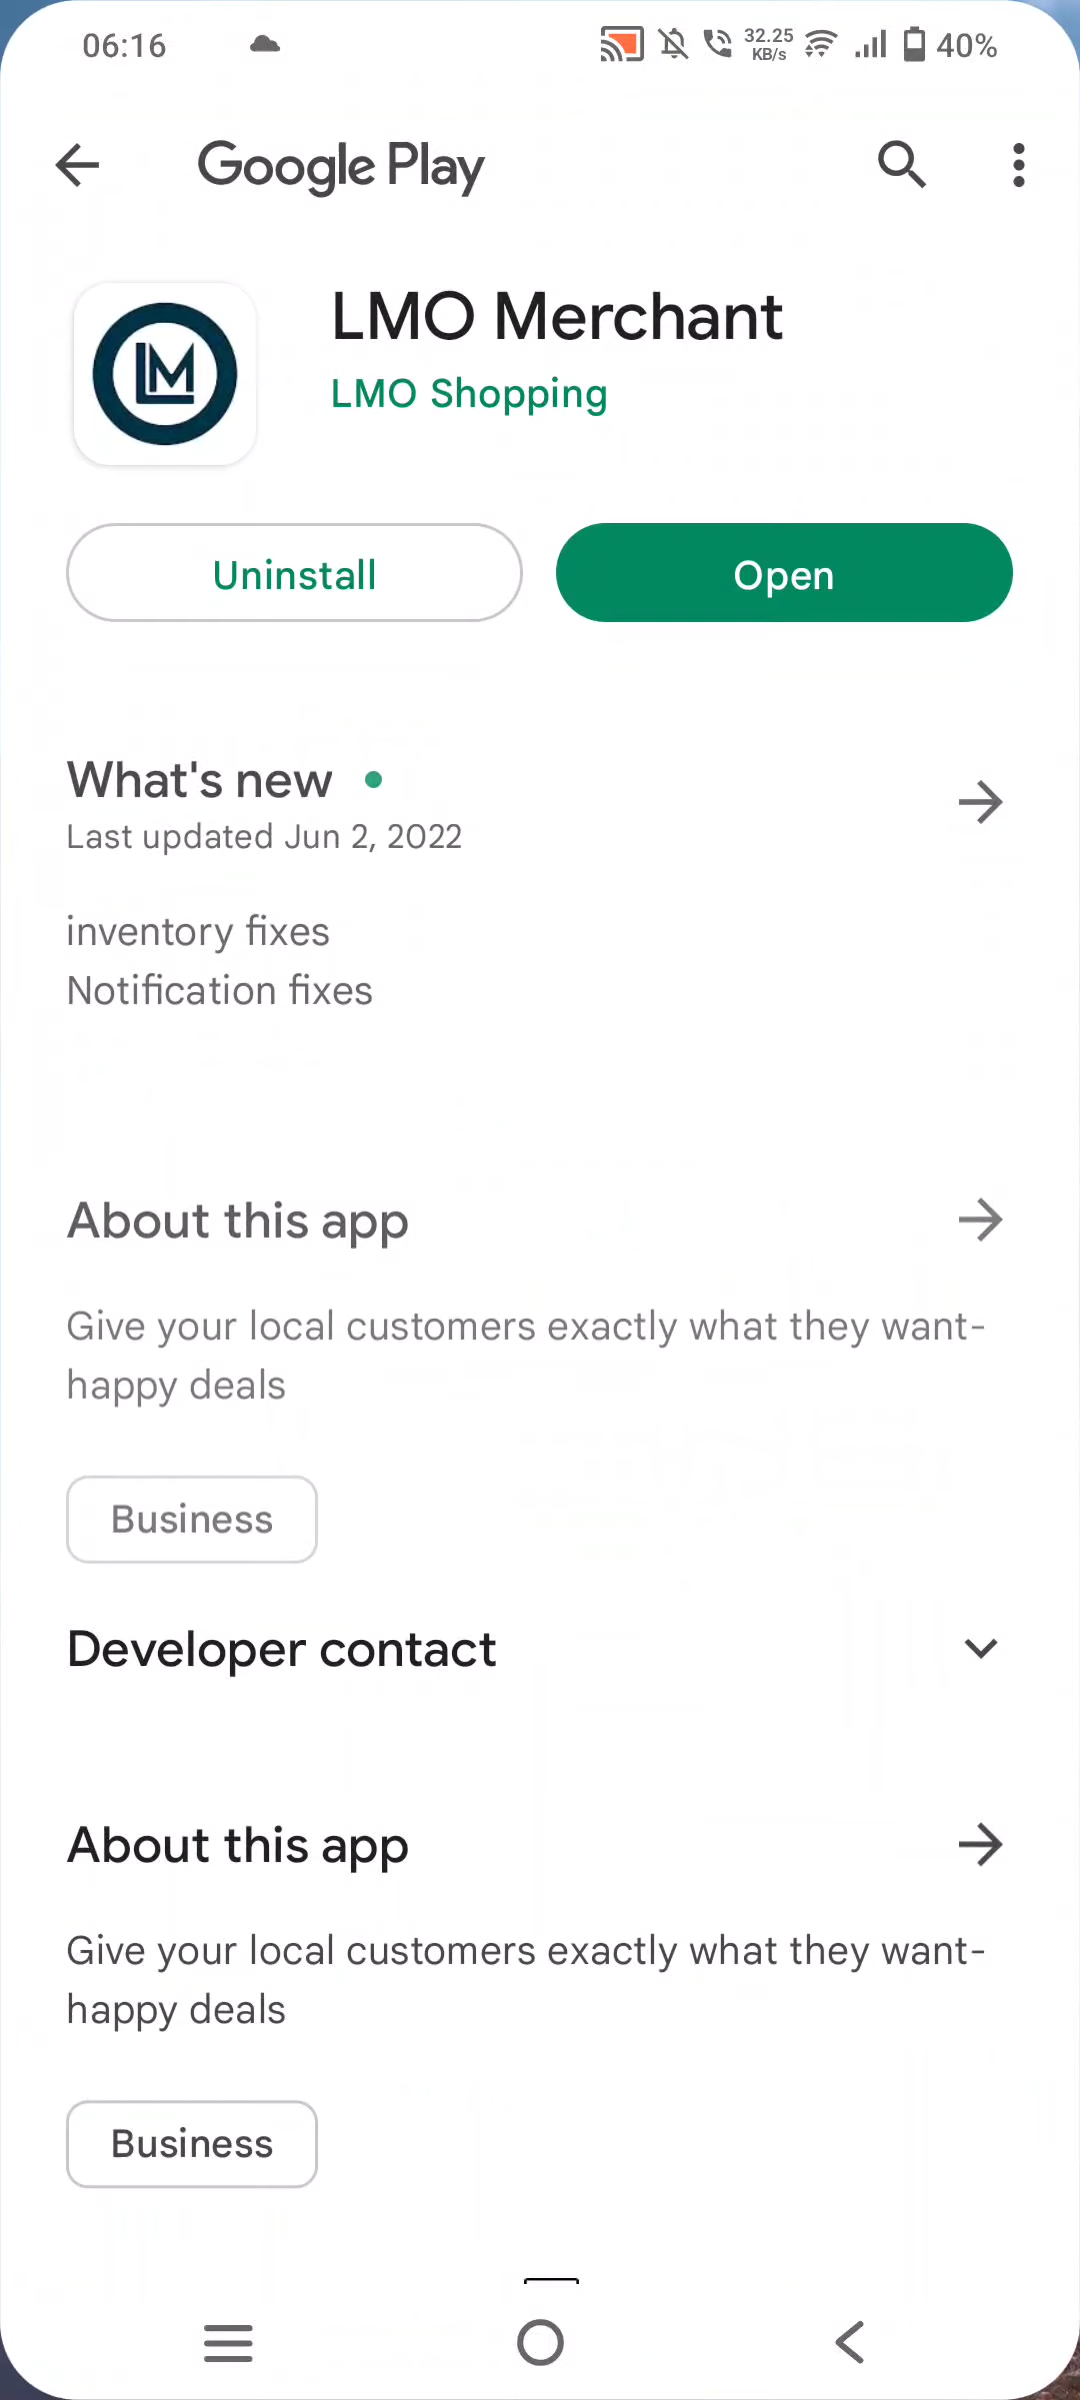 06:16
32.25
KB/s
40%
Google Play
LM
LMO Merchant
LMO Shopping
Uninstall
Open
What's new
Last updated Jun 2, 2022
inventory fixes
Notification fixes
About this app
Give your local customers exactly what they want-
happy deals
Business
Developer contact
About this app
Give your local customers exactly what they want-
happy deals
Business